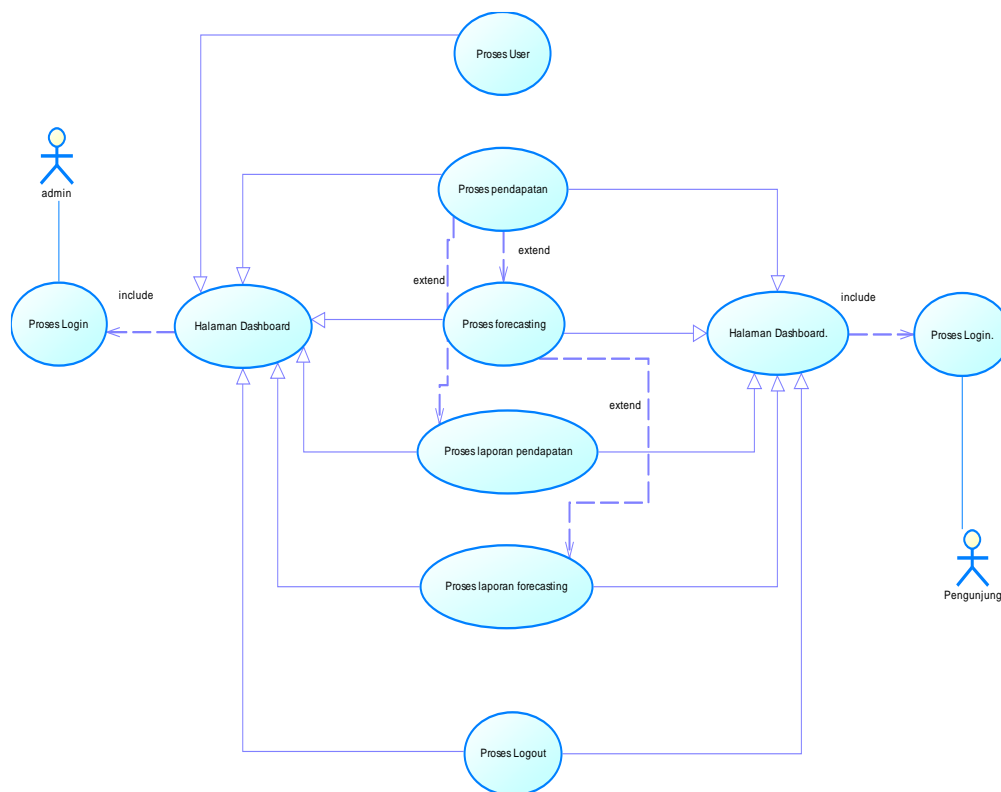 Proses User
admin
Proses pendapatan
extend
extend
include
Proses Login
Halaman Dashboard
Proses forecasting
include
Halaman Dashboard.
Proses Login.
extend
Proses laporan pendapatan
Proses laporan forecasting
Pengunjung
Proses Logout